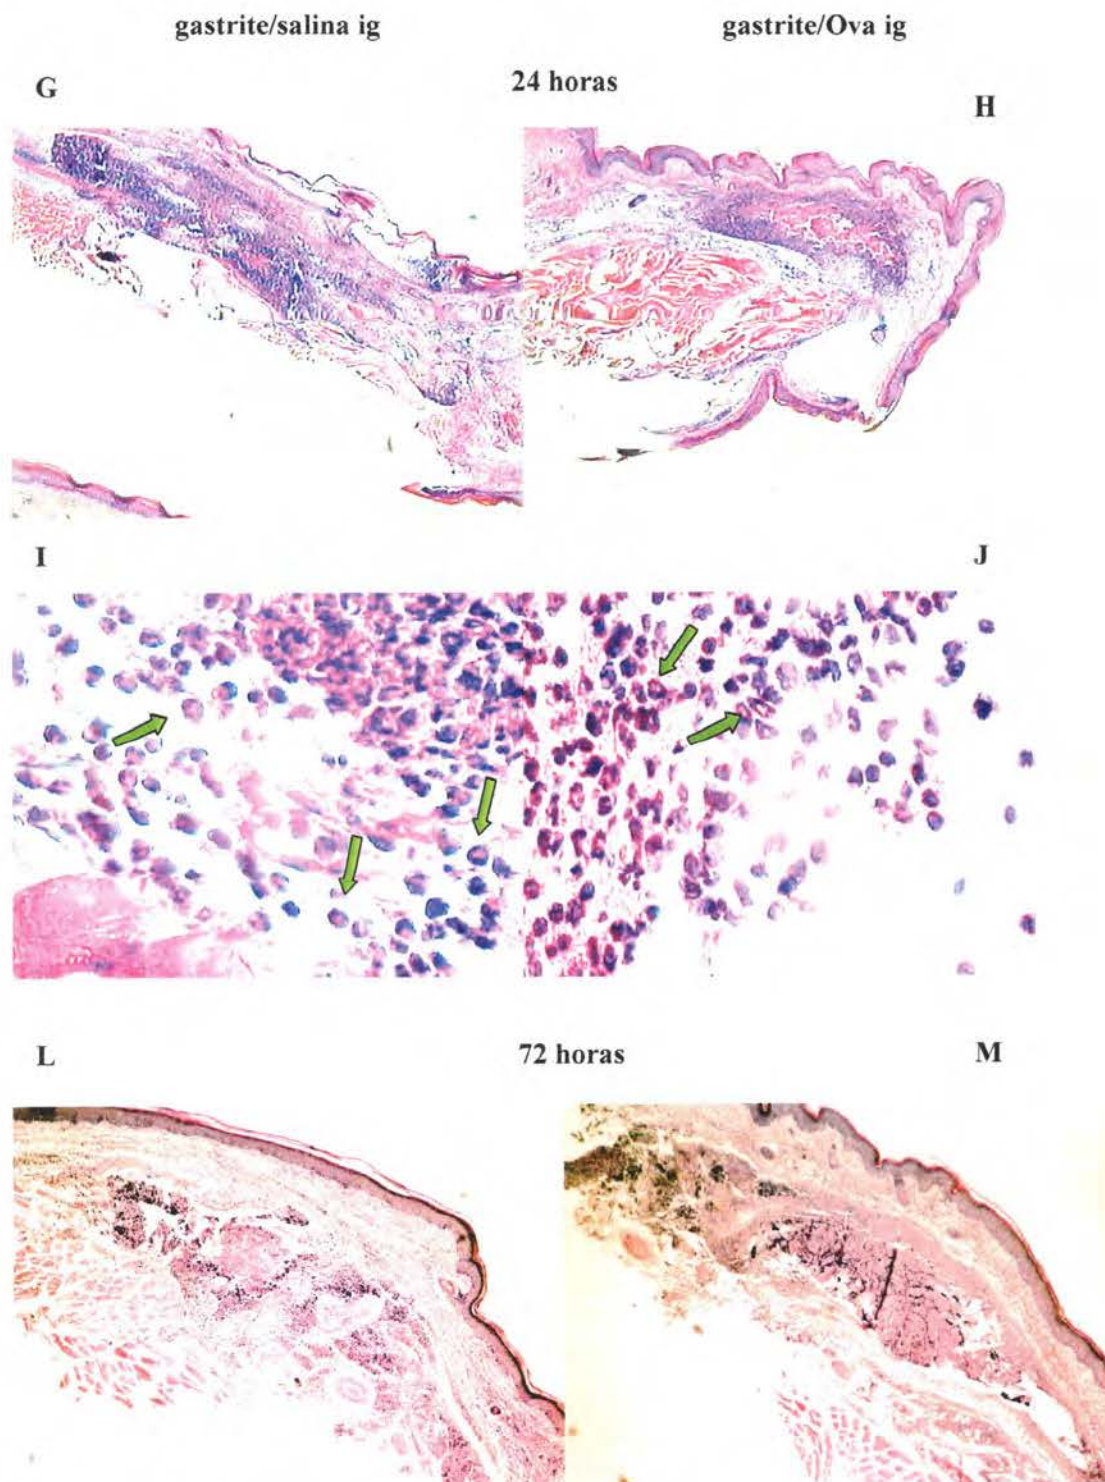 gastrite/salina ig
gastrite/Ova ig
24 horas
G
H
I
J
72 horas
L
M